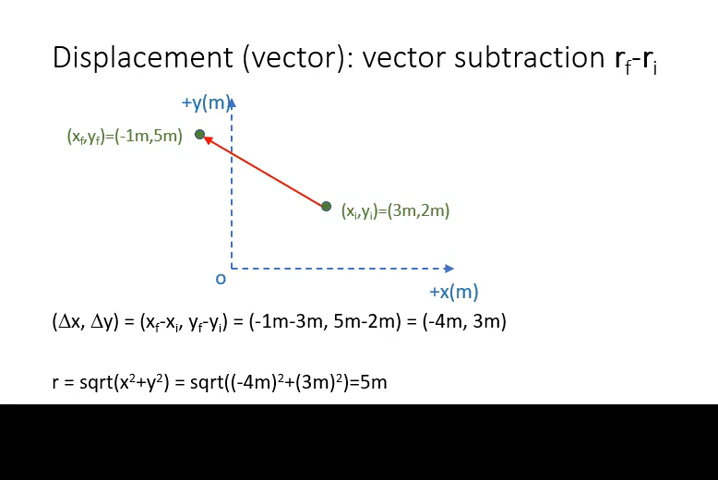 Displacement (vector): vector subtraction r_f-r_i
+y(m)
(x_f,y_f)=(-1m,5m)
(x_i,y_i)=(3m,2m)
o
+x(m)
(Δx, Δy) = (x_f-x_i, y_f-y_i) = (-1m-3m, 5m-2m) = (-4m, 3m)
r = sqrt(x²+y²) = sqrt((-4m)²+(3m)²)=5m